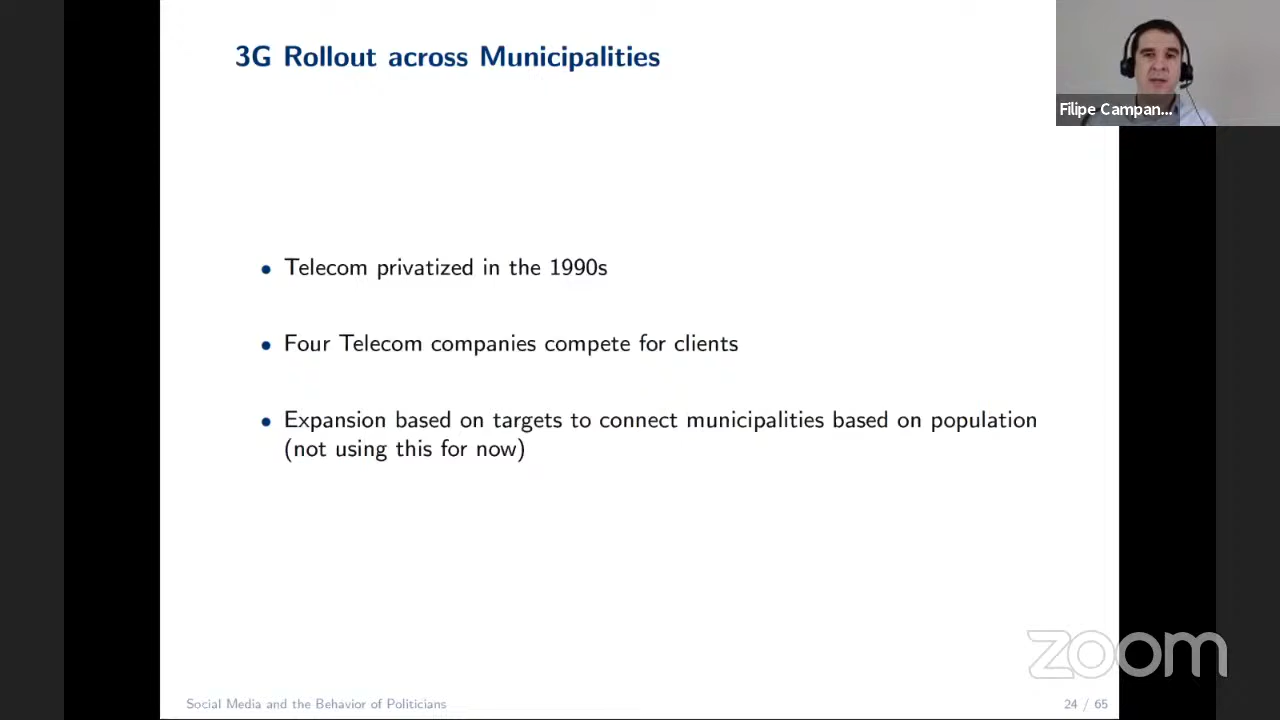 3G Rollout across Municipalities
Filipe Campan...
• Telecom privatized in the 1990s
• Four Telecom companies compete for clients
• Expansion based on targets to connect municipalities based on population
(not using this for now)
zoom
Social Media and the Behavior of Politicians
24 / 65